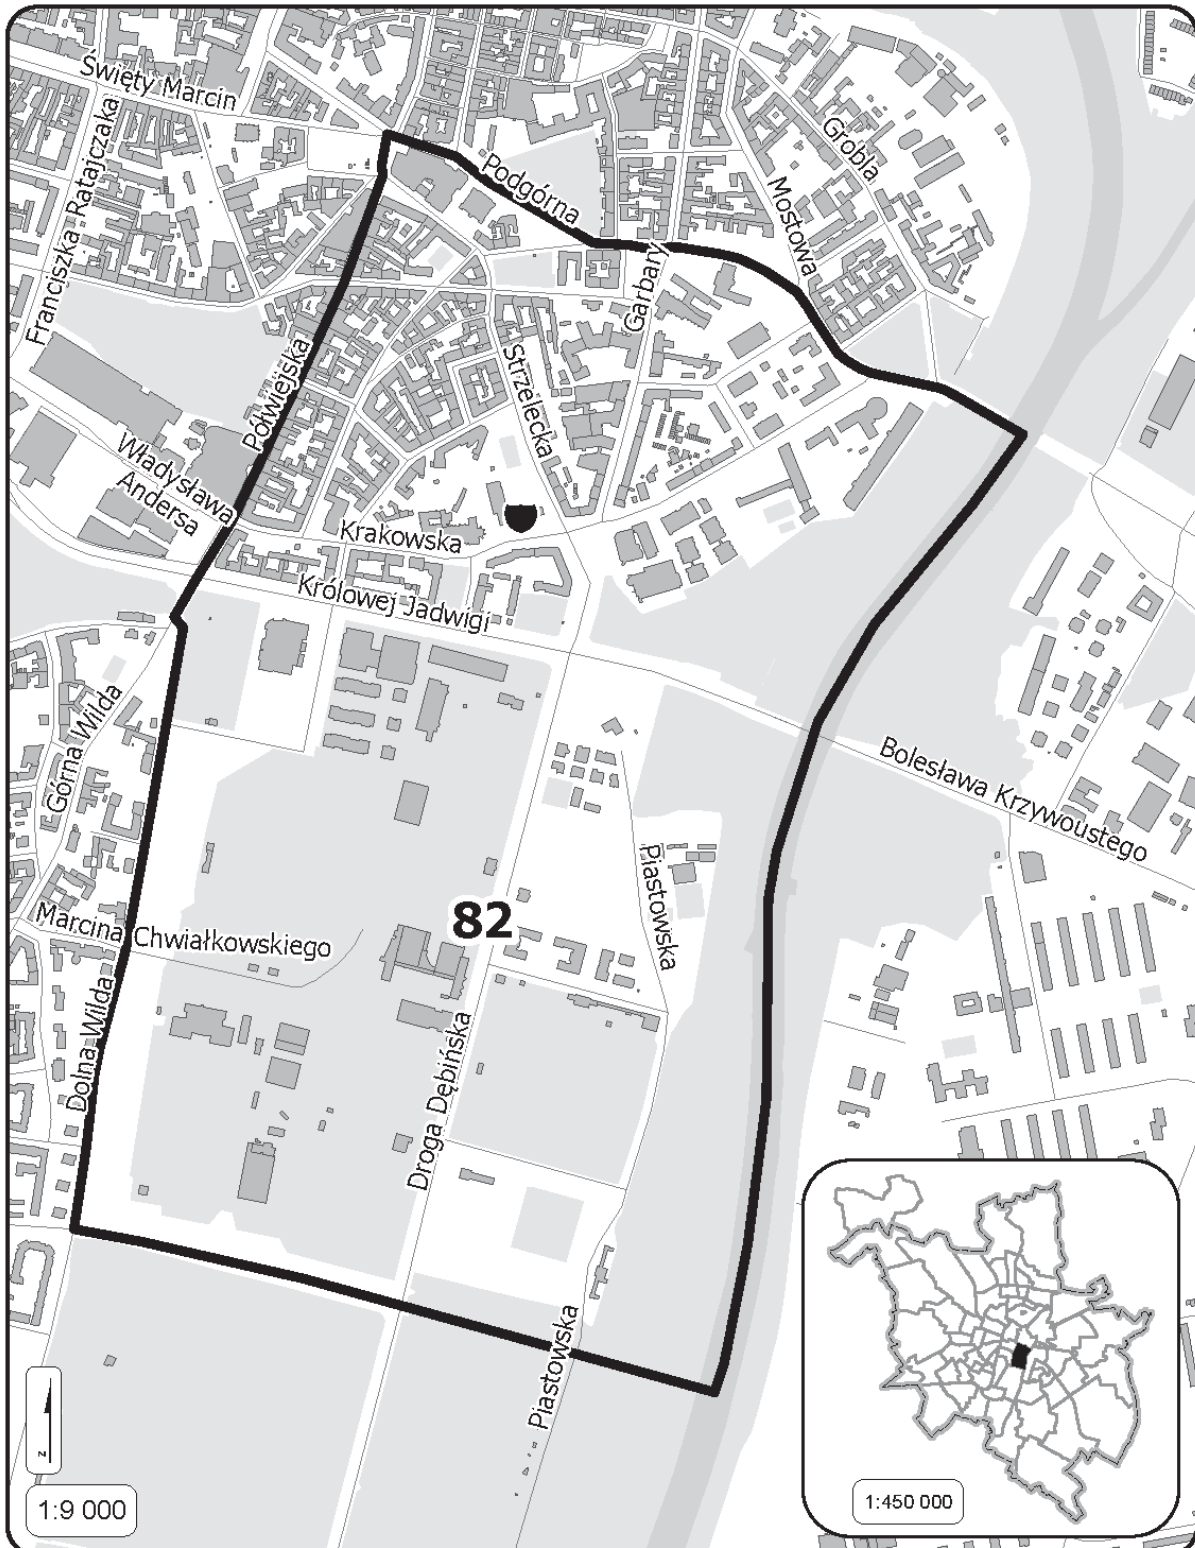 Święty Marcin
Franciszka Ratajczaka
Podgórna
Grobla
Mostowa
Garbary
Półwiejska
Strzelecka
Władysława
Andersa
Krakowska
Królowej Jadwigi
Górna Wilda
Bolesława Krzywoustego
Piastowska
82
Marcina Chwiałkowskiego
Dolna Wilda
Droga Dębińska
Piastowska
z
1:9 000
1:450 000